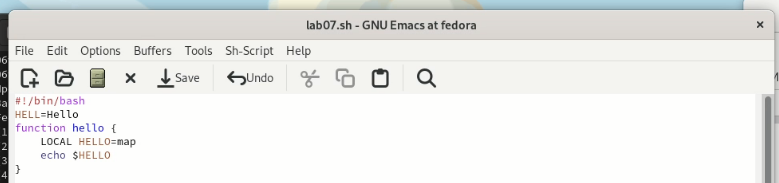 lab07.sh - GNU Emacs at fedora
File Edit Options Buffers Tools Sh-Script Help
Save Undo
#!/bin/bash
HELL=Hello
function hello {
    LOCAL HELLO=map
    echo $HELLO
}